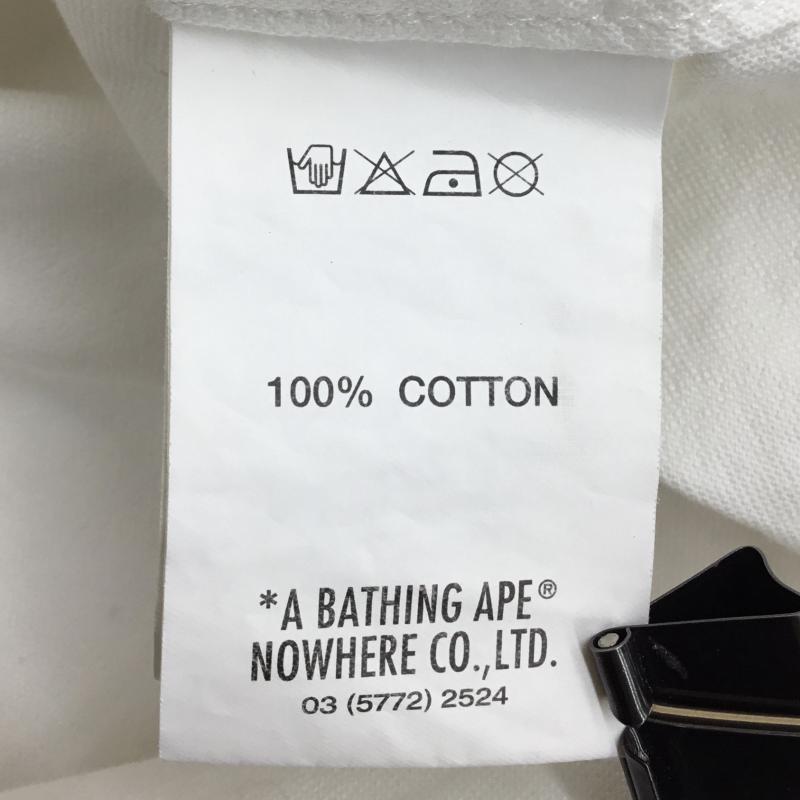 100% COTTON
*A BATHING APE®
NOWHERE CO.,LTD.
03 (5772) 2524